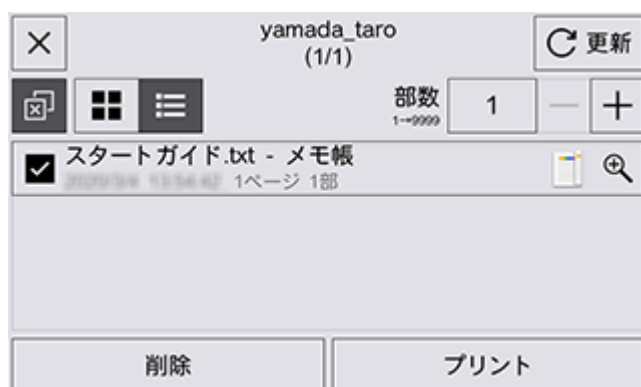 yamada_taro
(1/1)
更新
部数
1→9999
1
スタートガイド.txt - メモ帳
1ページ 1部
削除
プリント